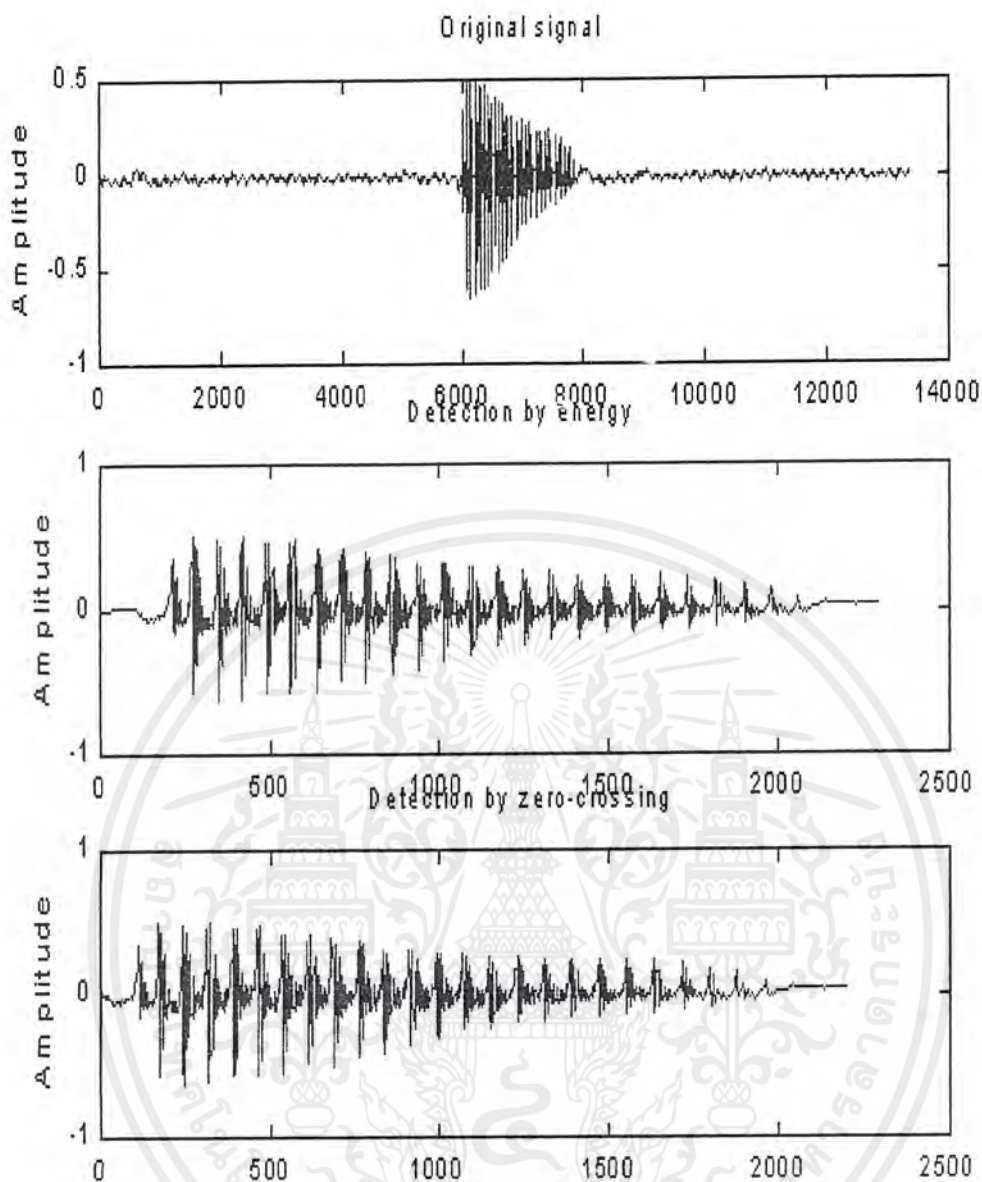 Original signal
0.5
0
-0.5
-1
Amplitude
0 2000 4000 6000 8000 10000 12000 14000
Detection by energy
1
0
-1
Amplitude
0 500 1000 1500 2000 2500
Detection by zero-crossing
1
0
-1
Amplitude
0 500 1000 1500 2000 2500